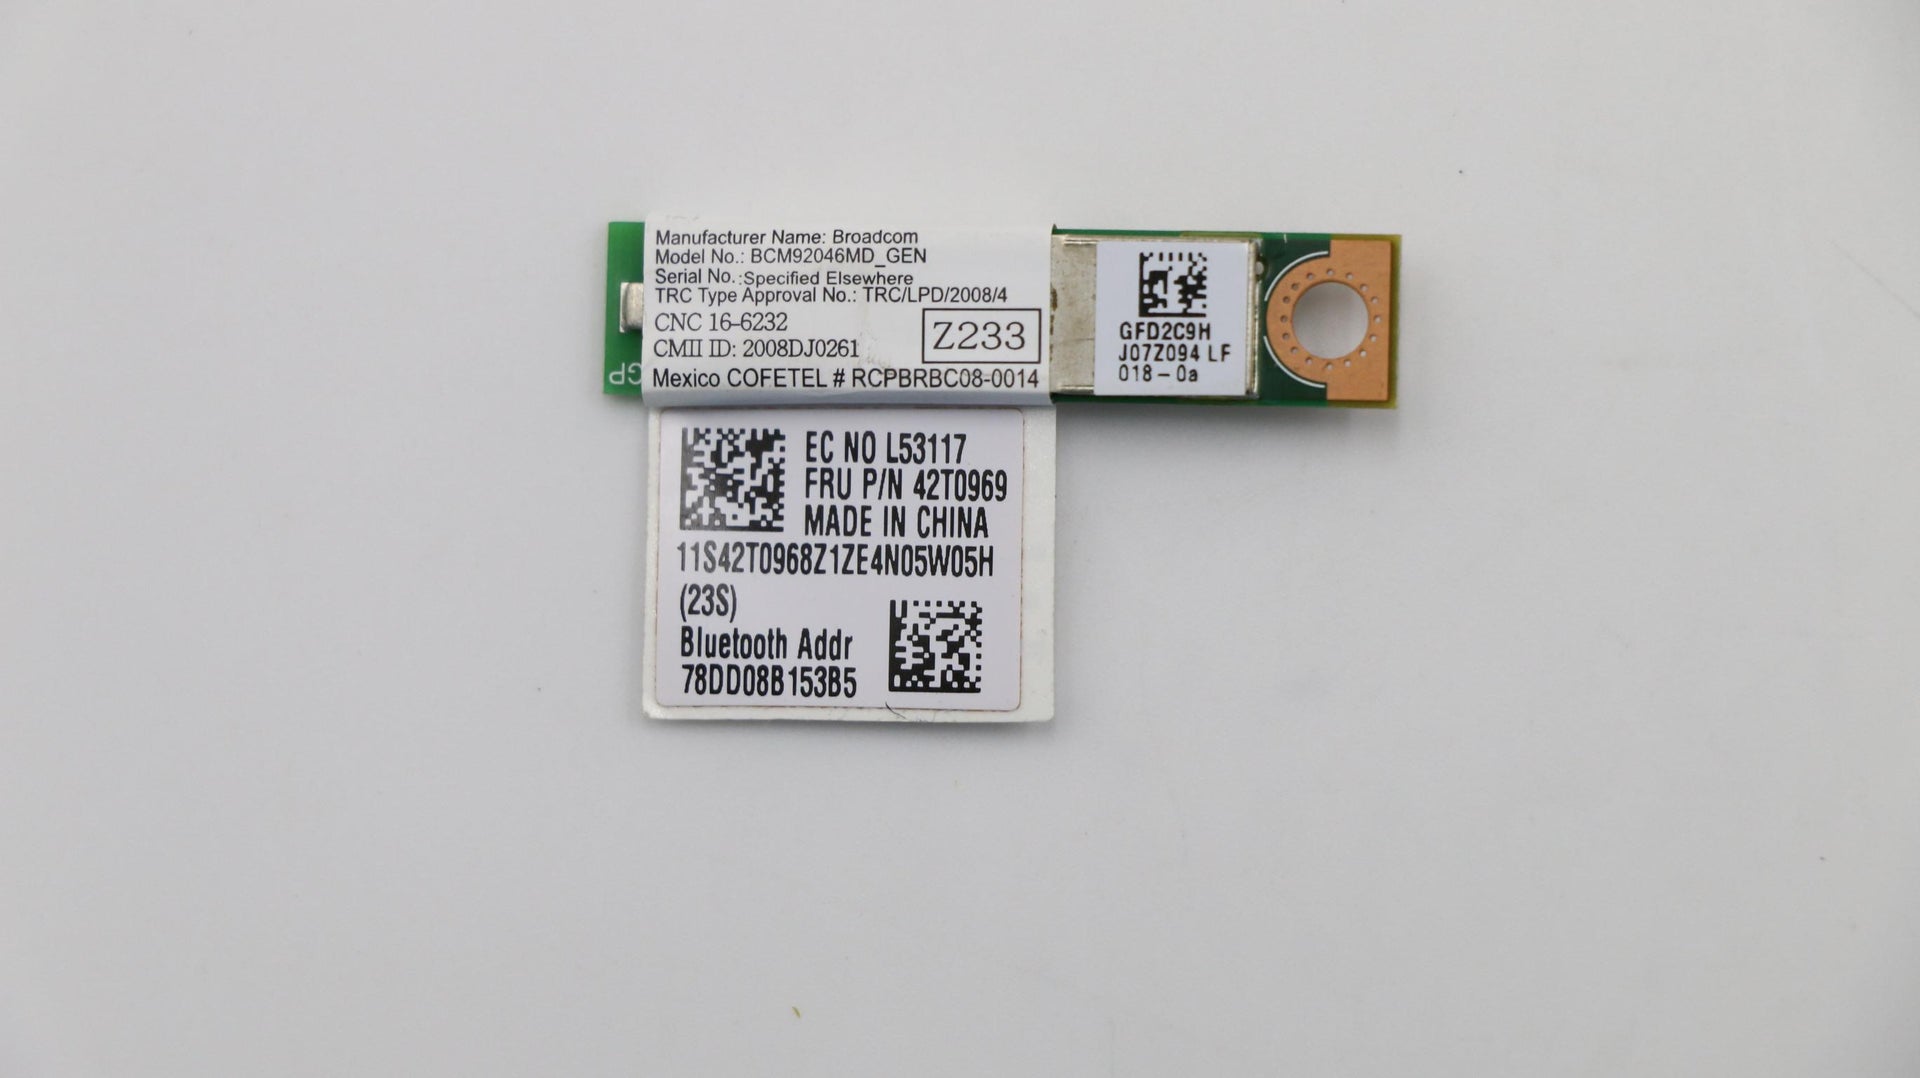 Manufacturer Name: Broadcom
Model No.: BCM92046MD_GEN
Serial No.:Specified Elsewhere
TRC Type Approval No.: TRC/LPD/2008/4
CNC 16-6232
CMII ID: 2008DJ0261
Z233
Mexico COFETEL # RCPBRBC08-0014
GFD2C9H
J07Z094 LF
018-0a
EC NO L53117
FRU P/N 42T0969
MADE IN CHINA
11S42T0968Z1ZE4N05W05H
(23S)
Bluetooth Addr
78DD08B153B5